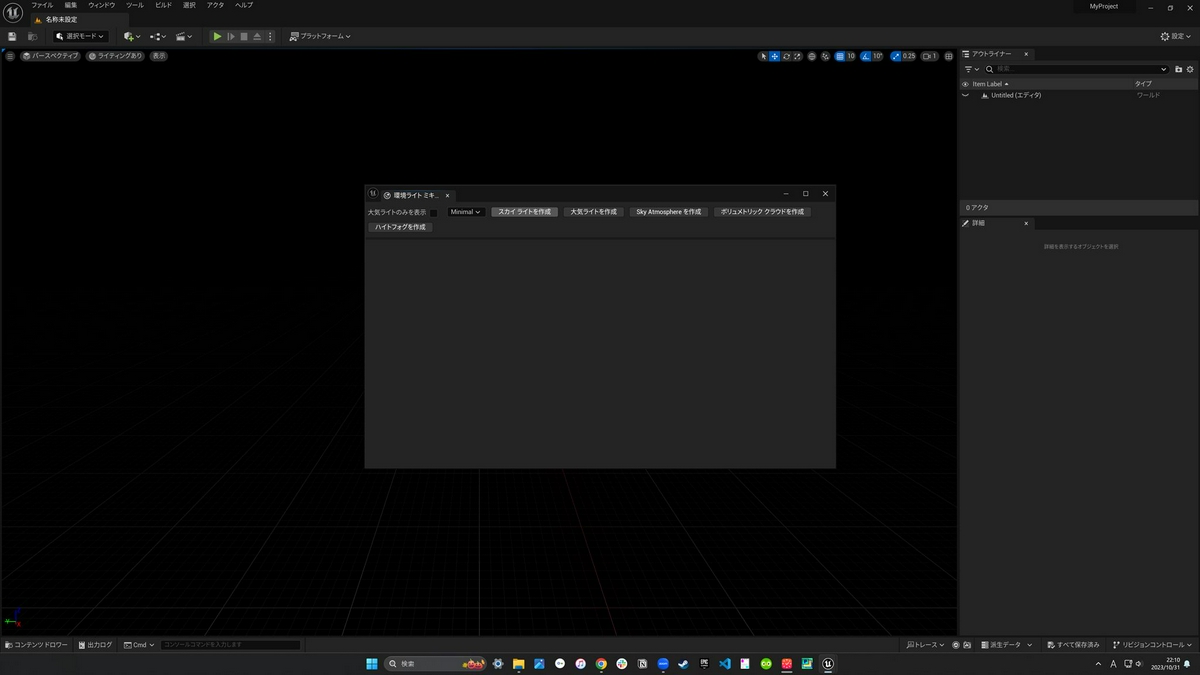 ファイル 編集 ウィンドウ ツール ビルド 選択 アクタ ヘルプ
MyProject
名称未設定
選択モード
プラットフォーム
設定
パースペクティブ ライティングあり 表示
10 10° 0.25 1
アウトライナー
検索...
Item Label タイプ
Untitled (エディタ) ワールド
0 アクタ
詳細
詳細を表示するオブジェクトを選択
環境ライト ミキ...
大気ライトのみを表示 Minimal スカイ ライトを作成 大気ライトを作成 Sky Atmosphere を作成 ボリュメトリック クラウドを作成
ハイトフォグを作成
コンテンツドロワー 出力ログ Cmd コンソールコマンドを入力します
トレース 派生データ すべて保存済み リビジョンコントロール
検索
A
22:10
2023/10/31